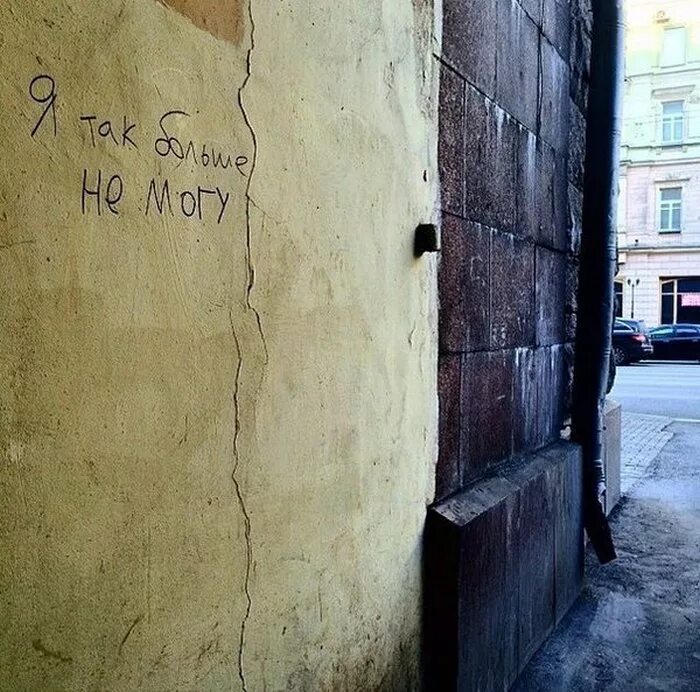 Я так больше
не могу